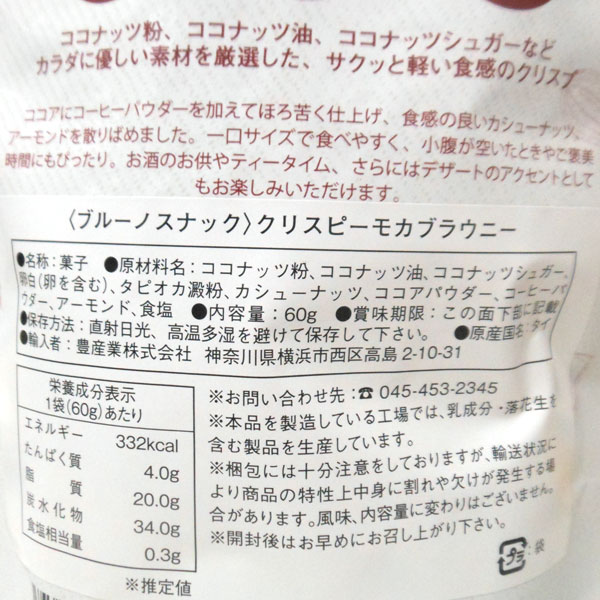 ココナッツ粉、ココナッツ油、ココナッツシュガーなど
カラダに優しい素材を厳選した、サクッと軽い食感のクリスプ
ココアにコーヒーパウダーを加えてほろ苦く仕上げ、食感の良いカシューナッツ、
アーモンドを散りばめました。一口サイズで食べやすく、小腹が空いたときやご褒美
時間にもぴったり。お酒のお供やティータイム、さらにはデザートのアクセントとして
もお楽しみいただけます。
〈ブルーノスナック〉クリスピーモカブラウニー
●名称：菓子 ●原材料名：ココナッツ粉、ココナッツ油、ココナッツシュガー、
卵白（卵を含む）、タピオカ澱粉、カシューナッツ、ココアパウダー、コーヒーパ
ウダー、アーモンド、食塩 ●内容量：60g ●賞味期限：この面下部に記載
●保存方法：直射日光、高温多湿を避けて保存して下さい。 ●原産国名：タイ
●輸入者：豊産業株式会社 神奈川県横浜市西区高島 2-10-31
栄養成分表示
1袋(60g)あたり
エネルギー 332kcal
たんぱく質 4.0g
脂質 20.0g
炭水化物 34.0g
食塩相当量 0.3g
※推定値
※お問い合わせ先：☎ 045-453-2345
※本品を製造している工場では、乳成分・落花生を
含む製品を生産しています。
※梱包には十分注意をしておりますが、輸送状況に
より商品の特性上中身に割れや欠けが発生する場
合があります。風味、内容量に変わりはございません。
※開封後はお早めにお召し上がり下さい。
プラ：袋